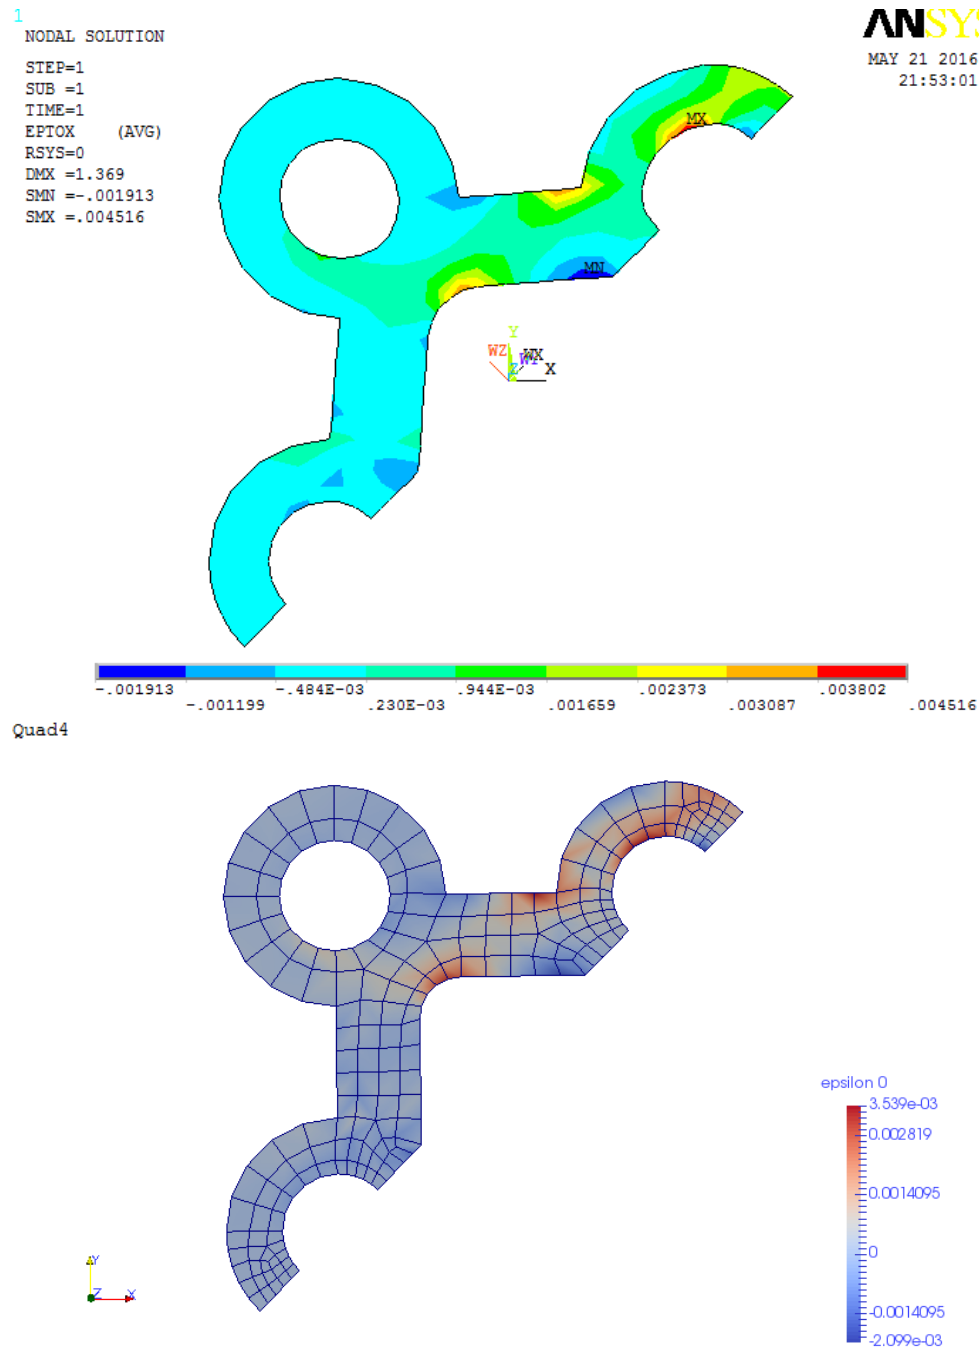 1
NODAL SOLUTION
STEP=1
SUB =1
TIME=1
EPTOX (AVG)
RSYS=0
DMX =1.369
SMN =-.001913
SMX =.004516
ANSYS
MAY 21 2016
21:53:01
MX
MN
Y
WZ
WX
Z
X
-.001913
-.001199
-.484E-03
.230E-03
.944E-03
.001659
.002373
.003087
.003802
.004516
Quad4
epsilon 0
3.539e-03
0.002819
0.0014095
0
-0.0014095
-2.099e-03
Y
Z
X